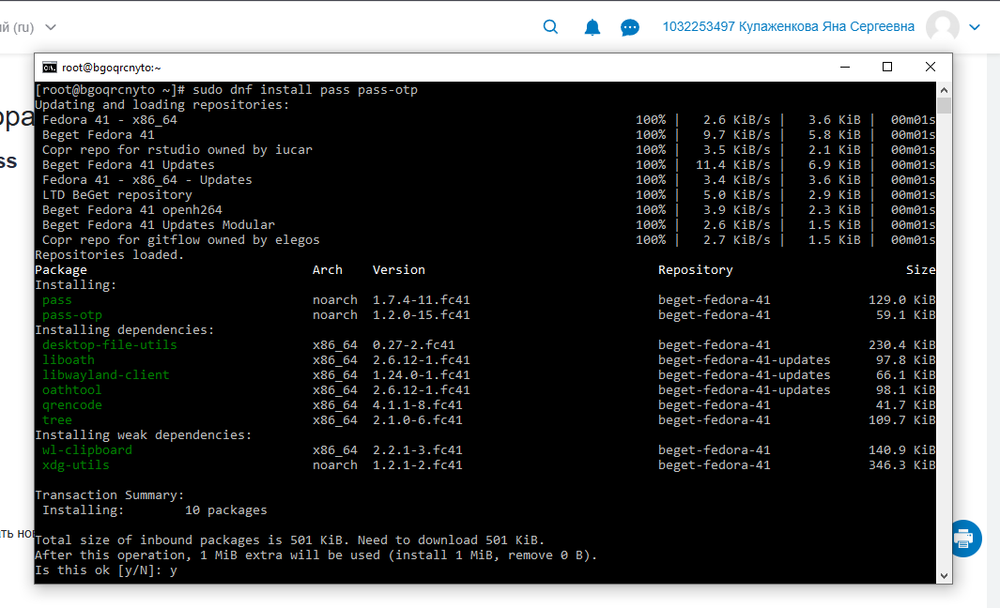 ий (ru)
1032253497 Кулаженкова Яна Сергеевна
root@bgoqrcnyto:~
[root@bgoqrcnyto ~]# sudo dnf install pass pass-otp
Updating and loading repositories:
Fedora 41 - x86_64 100% | 2.6 KiB/s | 3.6 KiB | 00m01s
Beget Fedora 41 100% | 9.7 KiB/s | 5.8 KiB | 00m01s
Copr repo for rstudio owned by iucar 100% | 3.5 KiB/s | 2.1 KiB | 00m01s
Beget Fedora 41 Updates 100% | 11.4 KiB/s | 6.9 KiB | 00m01s
Fedora 41 - x86_64 - Updates 100% | 3.4 KiB/s | 3.6 KiB | 00m01s
LTD BeGet repository 100% | 5.0 KiB/s | 2.9 KiB | 00m01s
Beget Fedora 41 openh264 100% | 3.9 KiB/s | 2.3 KiB | 00m01s
Beget Fedora 41 Updates Modular 100% | 2.6 KiB/s | 1.5 KiB | 00m01s
Copr repo for gitflow owned by elegos 100% | 2.7 KiB/s | 1.5 KiB | 00m01s
Repositories loaded.
Package Arch Version Repository Size
Installing:
pass noarch 1.7.4-11.fc41 beget-fedora-41 129.0 KiB
pass-otp noarch 1.2.0-15.fc41 beget-fedora-41 59.1 KiB
Installing dependencies:
desktop-file-utils x86_64 0.27-2.fc41 beget-fedora-41 230.4 KiB
liboath x86_64 2.6.12-1.fc41 beget-fedora-41-updates 97.8 KiB
libwayland-client x86_64 1.24.0-1.fc41 beget-fedora-41-updates 66.1 KiB
oathtool x86_64 2.6.12-1.fc41 beget-fedora-41-updates 98.1 KiB
qrencode x86_64 4.1.1-8.fc41 beget-fedora-41 41.7 KiB
tree x86_64 2.1.0-6.fc41 beget-fedora-41 109.7 KiB
Installing weak dependencies:
wl-clipboard x86_64 2.2.1-3.fc41 beget-fedora-41 140.9 KiB
xdg-utils noarch 1.2.1-2.fc41 beget-fedora-41 346.3 KiB
Transaction Summary:
Installing: 10 packages
Total size of inbound packages is 501 KiB. Need to download 501 KiB.
After this operation, 1 MiB extra will be used (install 1 MiB, remove 0 B).
Is this ok [y/N]: y